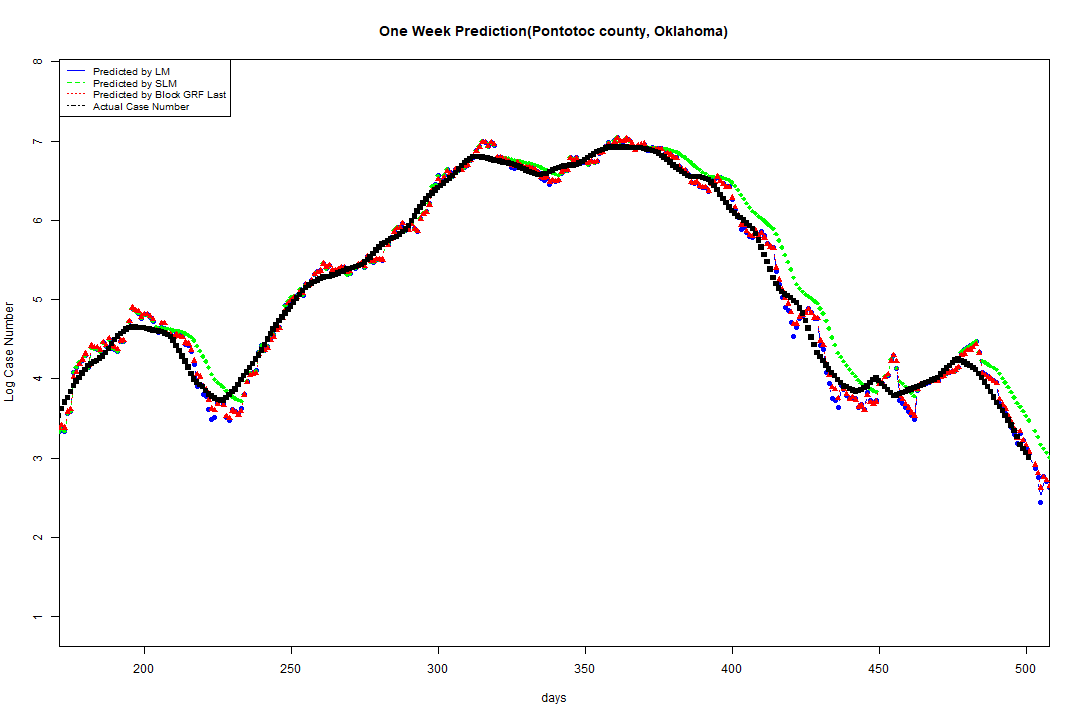 One Week Prediction(Pontotoc county, Oklahoma)
Predicted by LM
Predicted by SLM
Predicted by Block GRF Last
Actual Case Number
8
7
6
5
4
3
2
1
Log Case Number
200 250 300 350 400 450 500
days